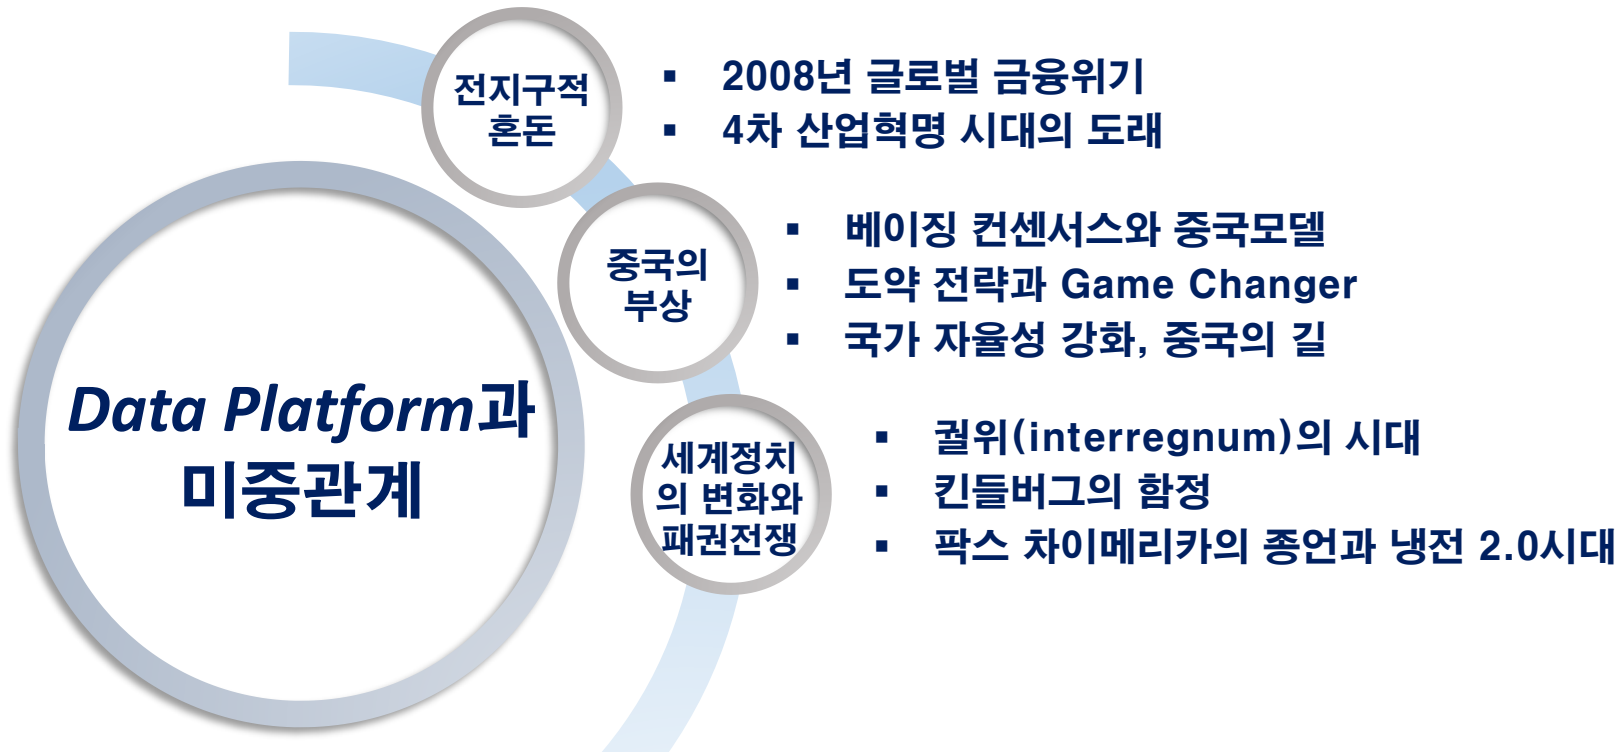 전지구적
혼돈
▪ 2008년 글로벌 금융위기
▪ 4차 산업혁명 시대의 도래
중국의
부상
▪ 베이징 컨센서스와 중국모델
▪ 도약 전략과 Game Changer
▪ 국가 자율성 강화, 중국의 길
Data Platform과
미중관계
세계정치
의 변화와
패권전쟁
▪ 궐위(interregnum)의 시대
▪ 킨들버그의 함정
▪ 팍스 차이메리카의 종언과 냉전 2.0시대